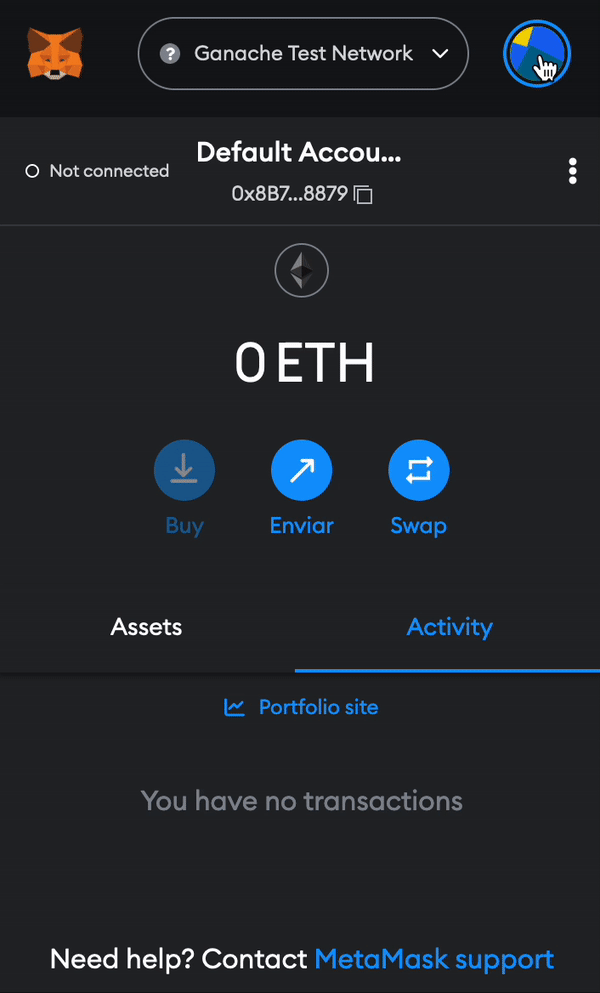 ? Ganache Test Network
Not connected
Default Accou...
0x8B7...8879
0 ETH
Buy
Enviar
Swap
Assets
Activity
Portfolio site
You have no transactions
Need help? Contact MetaMask support